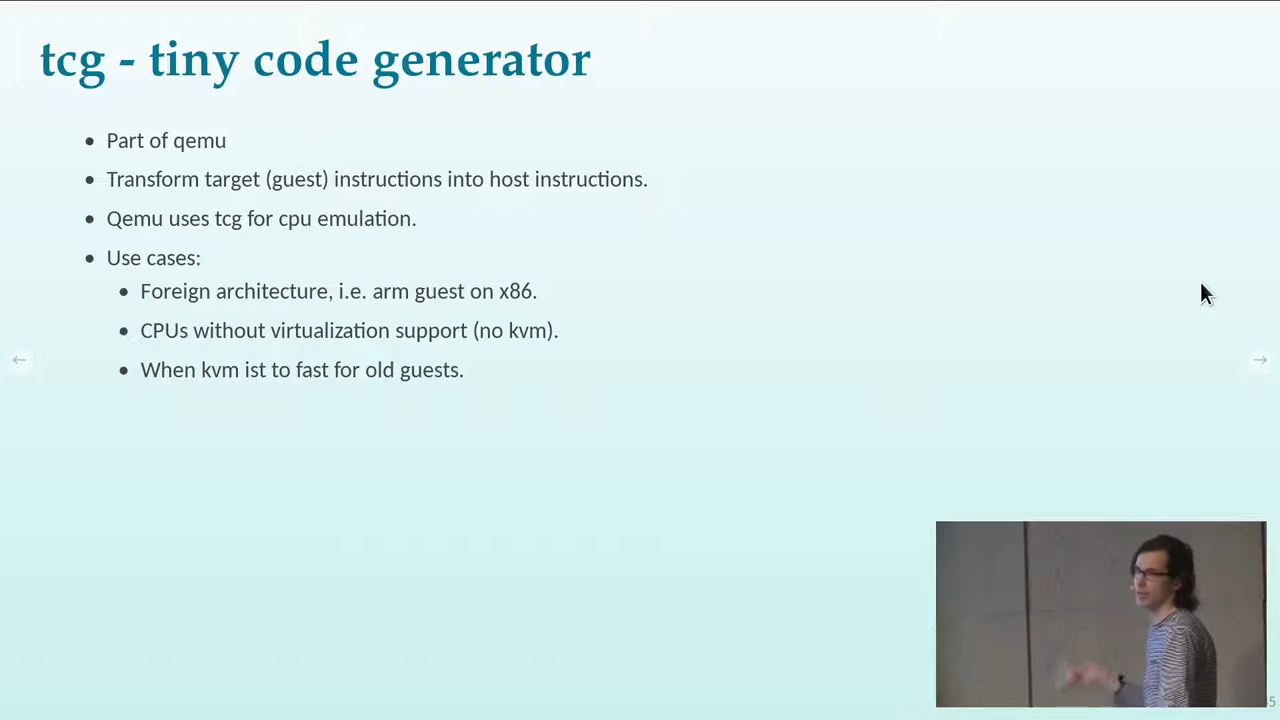 tcg - tiny code generator
Part of qemu
Transform target (guest) instructions into host instructions.
Qemu uses tcg for cpu emulation.
Use cases:
Foreign architecture, i.e. arm guest on x86.
CPUs without virtualization support (no kvm).
When kvm ist to fast for old guests.